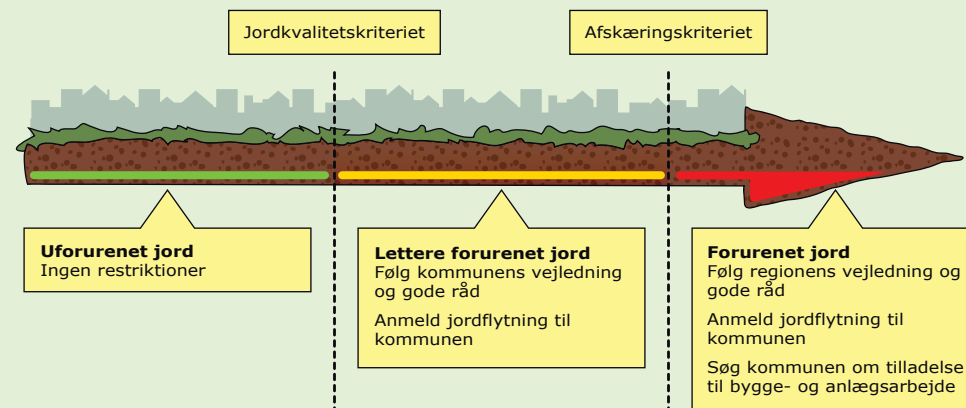 Jordkvalitetskriteriet
Afskæringskriteriet
Uforurenet jord
Ingen restriktioner
Lettere forurenet jord
Følg kommunens vejledning
og gode råd
Anmeld jordflytning til
kommunen
Forurenet jord
Følg regionens vejledning og
gode råd
Anmeld jordflytning til
kommunen
Søg kommunen om tilladelse
til bygge- og anlægsarbejde